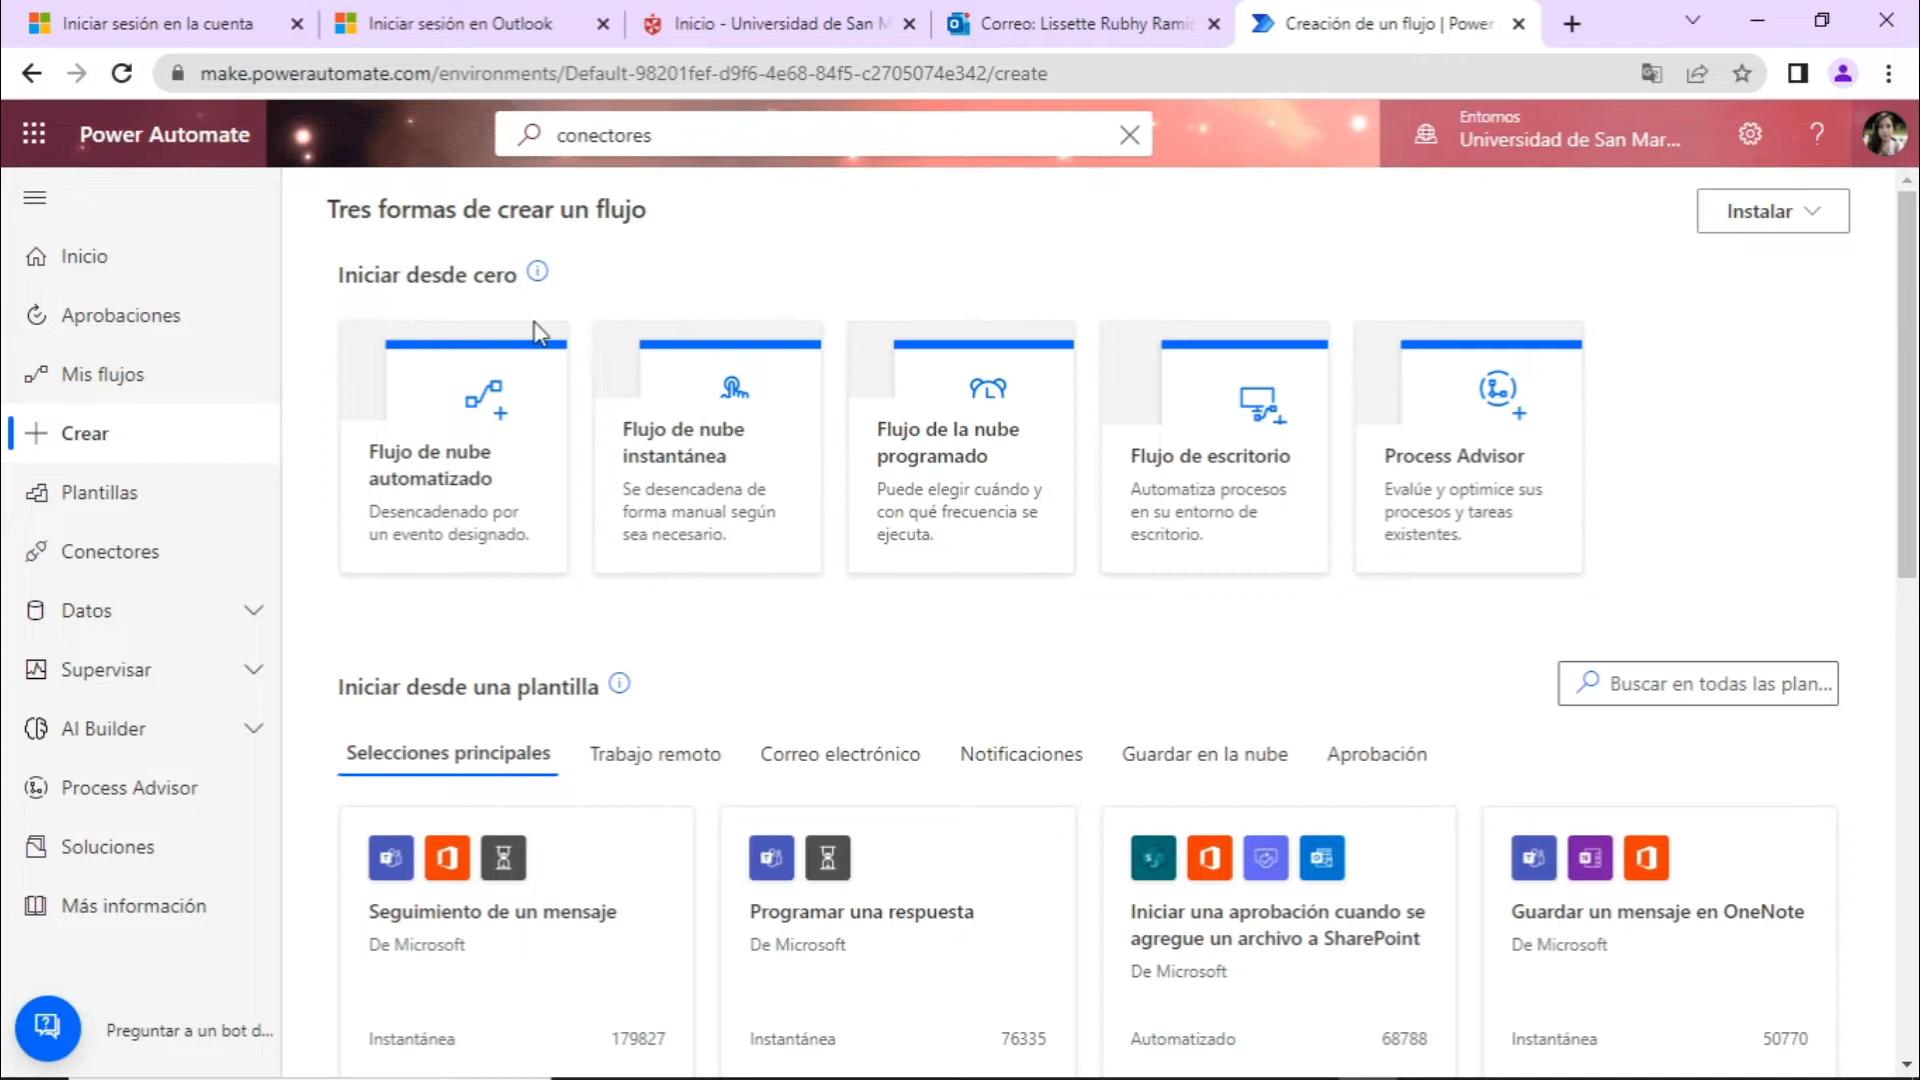 Iniciar sesión en la cuenta
Iniciar sesión en Outlook
Inicio - Universidad de San M
Correo: Lissette Rubhy Rami
Creación de un flujo | Power
make.powerautomate.com/environments/Default-98201fef-d9f6-4e68-84f5-c2705074e342/create
Power Automate
conectores
Entornos
Universidad de San Mar...
Inicio
Aprobaciones
Mis flujos
Crear
Plantillas
Conectores
Datos
Supervisar
AI Builder
Process Advisor
Soluciones
Más información
Preguntar a un bot d...
Tres formas de crear un flujo
Instalar
Iniciar desde cero
Flujo de nube
automatizado
Desencadenado por
un evento designado.
Flujo de nube
instantánea
Se desencadena de
forma manual según
sea necesario.
Flujo de la nube
programado
Puede elegir cuándo y
con qué frecuencia se
ejecuta.
Flujo de escritorio
Automatiza procesos
en su entorno de
escritorio.
Process Advisor
Evalúe y optimice sus
procesos y tareas
existentes.
Iniciar desde una plantilla
Buscar en todas las plan...
Selecciones principales
Trabajo remoto
Correo electrónico
Notificaciones
Guardar en la nube
Aprobación
Seguimiento de un mensaje
De Microsoft
Instantánea 179827
Programar una respuesta
De Microsoft
Instantánea 76335
Iniciar una aprobación cuando se
agregue un archivo a SharePoint
De Microsoft
Automatizado 68788
Guardar un mensaje en OneNote
De Microsoft
Instantánea 50770